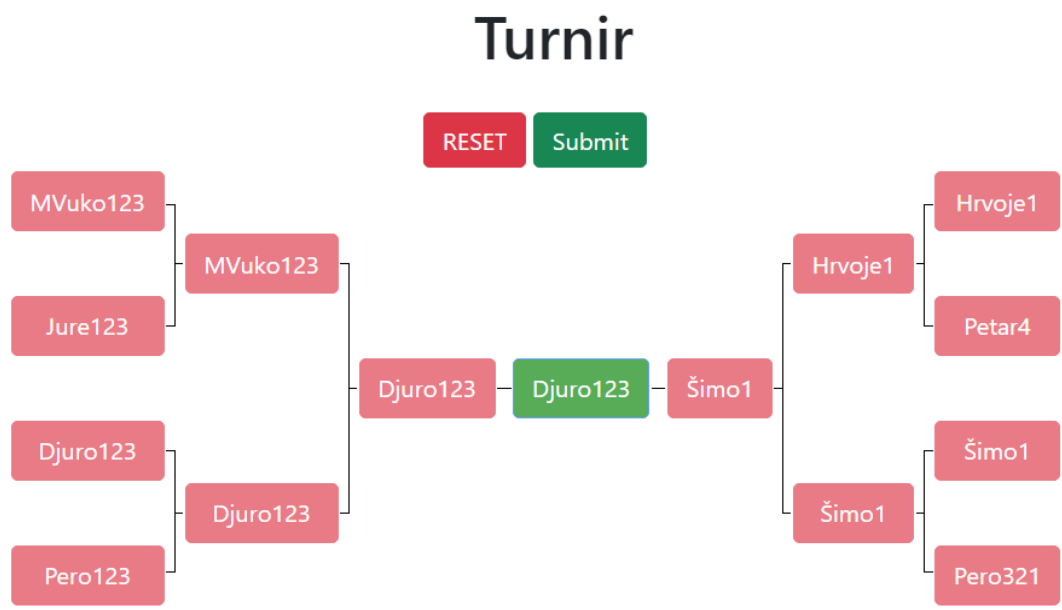 Turnir
RESET Submit
MVuko123 Hrvoje1
MVuko123 Hrvoje1
Jure123 Petar4
Djuro123 Djuro123 Šimo1
Djuro123 Šimo1
Djuro123 Šimo1
Pero123 Pero321